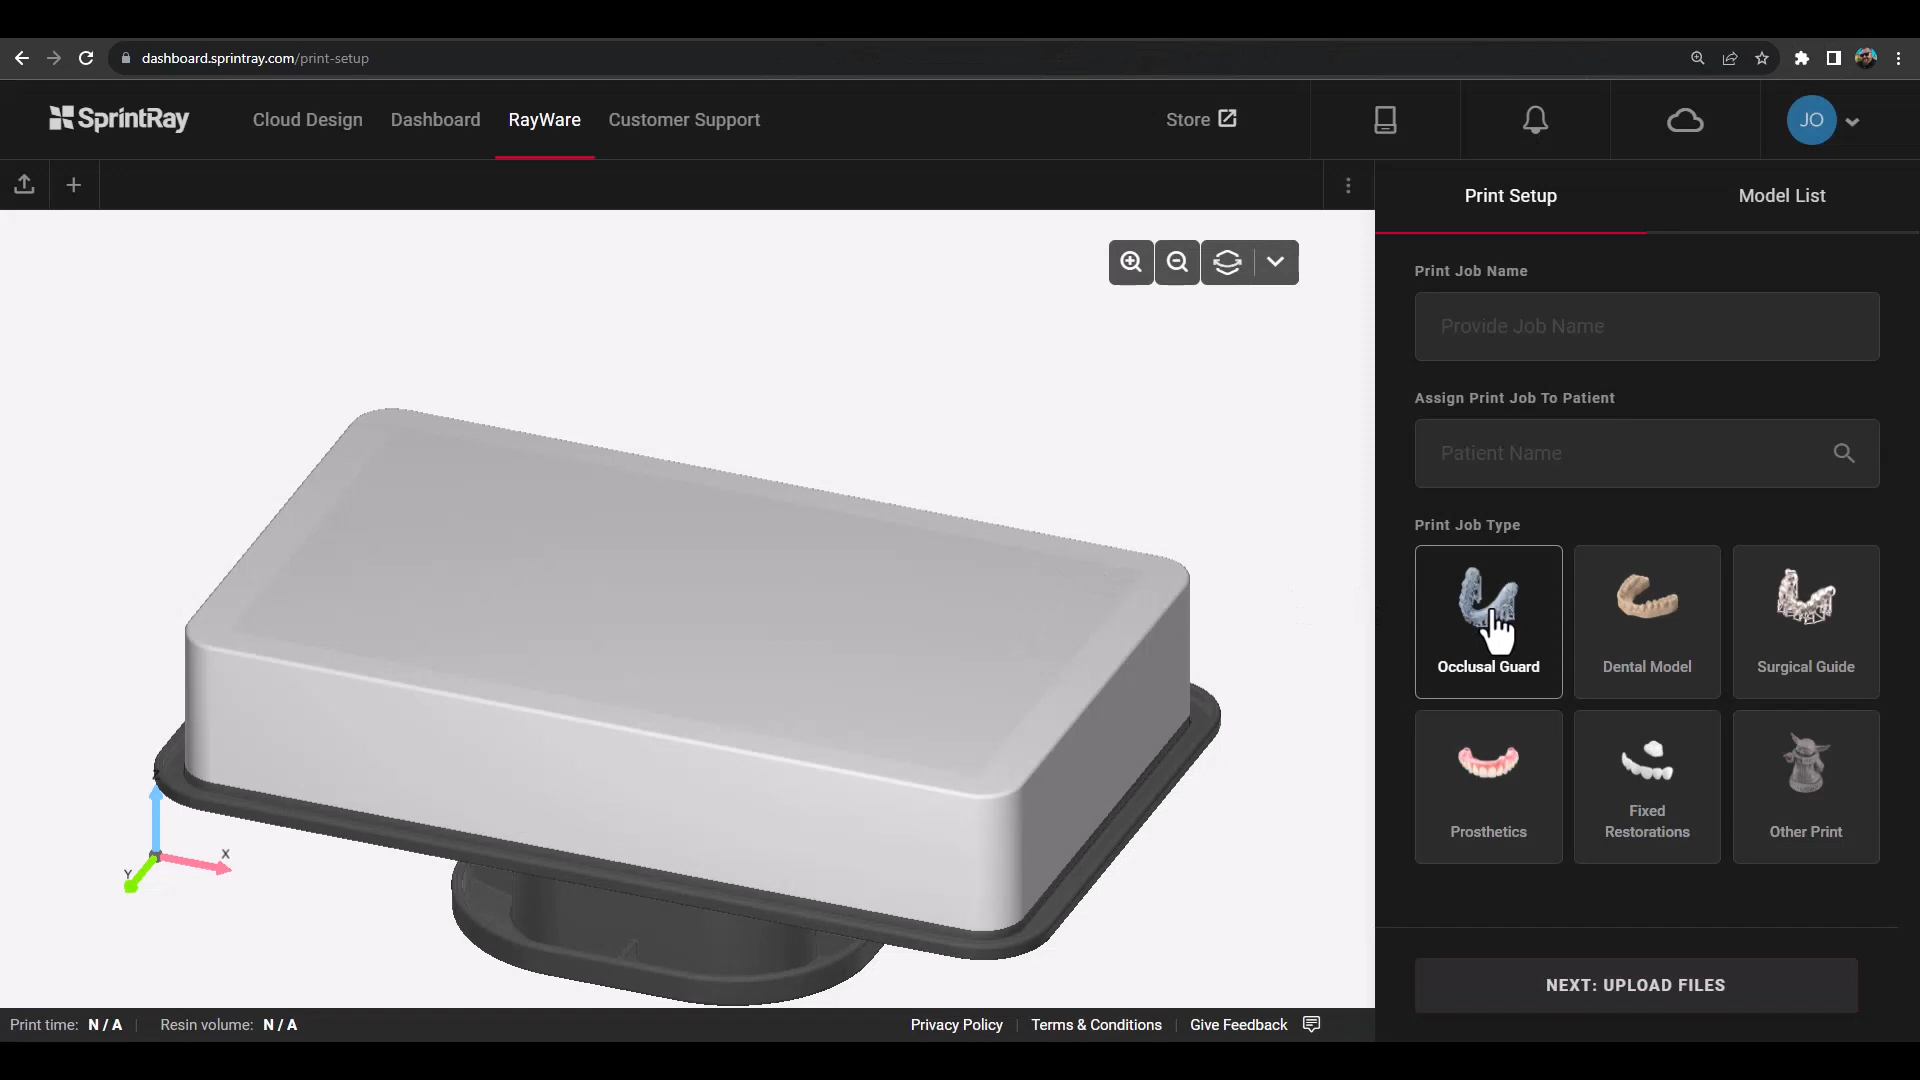 dashboard.sprintray.com/print-setup
SprintRay
Cloud Design
Dashboard
RayWare
Customer Support
Store
JO
Print Setup
Model List
Print Job Name
Provide Job Name
Assign Print Job To Patient
Patient Name
Print Job Type
Occlusal Guard
Dental Model
Surgical Guide
Prosthetics
Fixed
Restorations
Other Print
Z
X
Y
NEXT: UPLOAD FILES
Print time: N / A
Resin volume: N / A
Privacy Policy
Terms & Conditions
Give Feedback